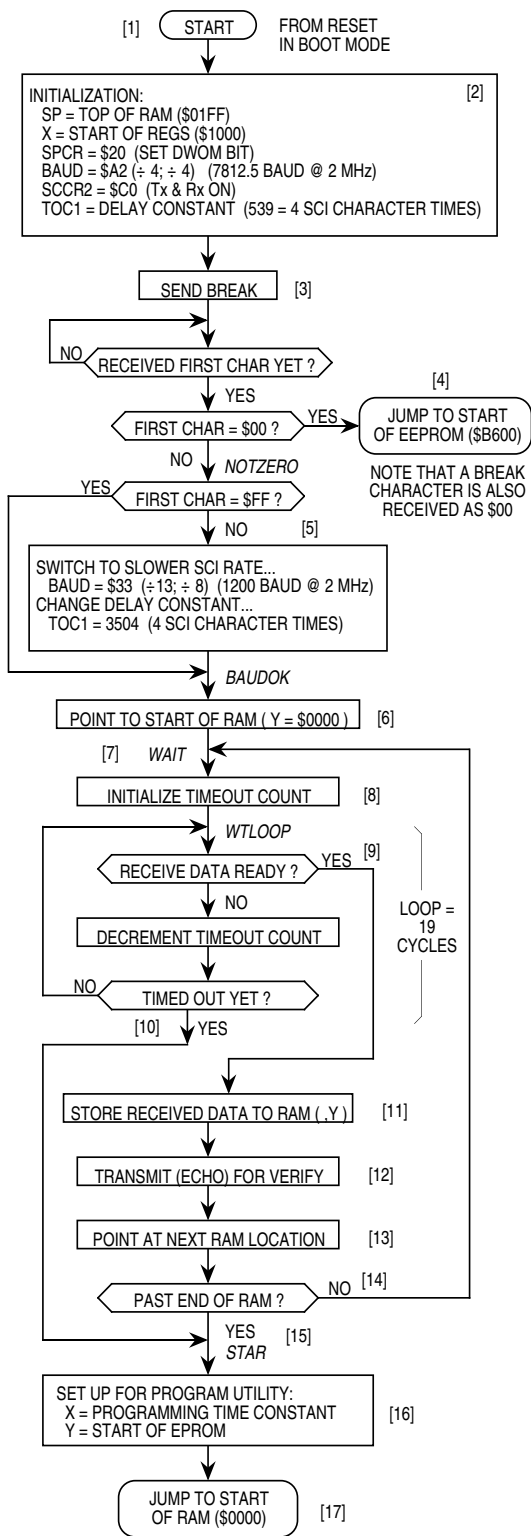 [1]
START
FROM RESET
IN BOOT MODE
INITIALIZATION:
[2]
SP = TOP OF RAM ($01FF)
X = START OF REGS ($1000)
SPCR = $20 (SET DWOM BIT)
BAUD = $A2 (÷ 4; ÷ 4) (7812.5 BAUD @ 2 MHz)
SCCR2 = $C0 (Tx & Rx ON)
TOC1 = DELAY CONSTANT (539 = 4 SCI CHARACTER TIMES)
SEND BREAK
[3]
NO
RECEIVED FIRST CHAR YET ?
YES
[4]
FIRST CHAR = $00 ?
YES
JUMP TO START
OF EEPROM ($B600)
NO
NOTZERO
NOTE THAT A BREAK
CHARACTER IS ALSO
RECEIVED AS $00
YES
FIRST CHAR = $FF ?
NO
[5]
SWITCH TO SLOWER SCI RATE...
BAUD = $33 (÷13; ÷ 8) (1200 BAUD @ 2 MHz)
CHANGE DELAY CONSTANT...
TOC1 = 3504 (4 SCI CHARACTER TIMES)
BAUDOK
POINT TO START OF RAM ( Y = $0000 )
[6]
[7]
WAIT
INITIALIZE TIMEOUT COUNT
[8]
WTLOOP
RECEIVE DATA READY ?
YES
[9]
NO
DECREMENT TIMEOUT COUNT
LOOP =
19
CYCLES
NO
TIMED OUT YET ?
[10]
YES
STORE RECEIVED DATA TO RAM ( ,Y )
[11]
TRANSMIT (ECHO) FOR VERIFY
[12]
POINT AT NEXT RAM LOCATION
[13]
PAST END OF RAM ?
NO
[14]
YES
[15]
STAR
SET UP FOR PROGRAM UTILITY:
X = PROGRAMMING TIME CONSTANT
Y = START OF EPROM
[16]
JUMP TO START
OF RAM ($0000)
[17]